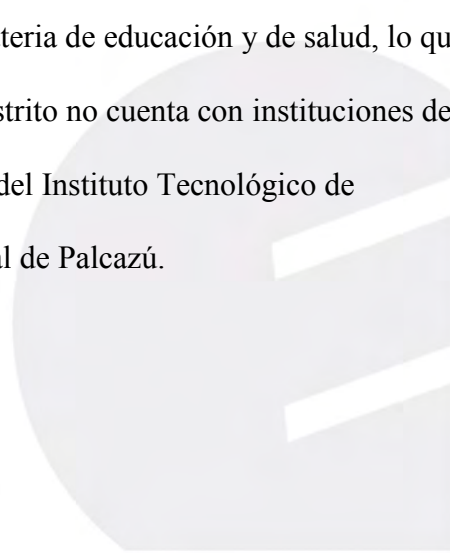 teria de educación y de salud, lo qu
strito no cuenta con instituciones de
del Instituto Tecnológico de
al de Palcazú.